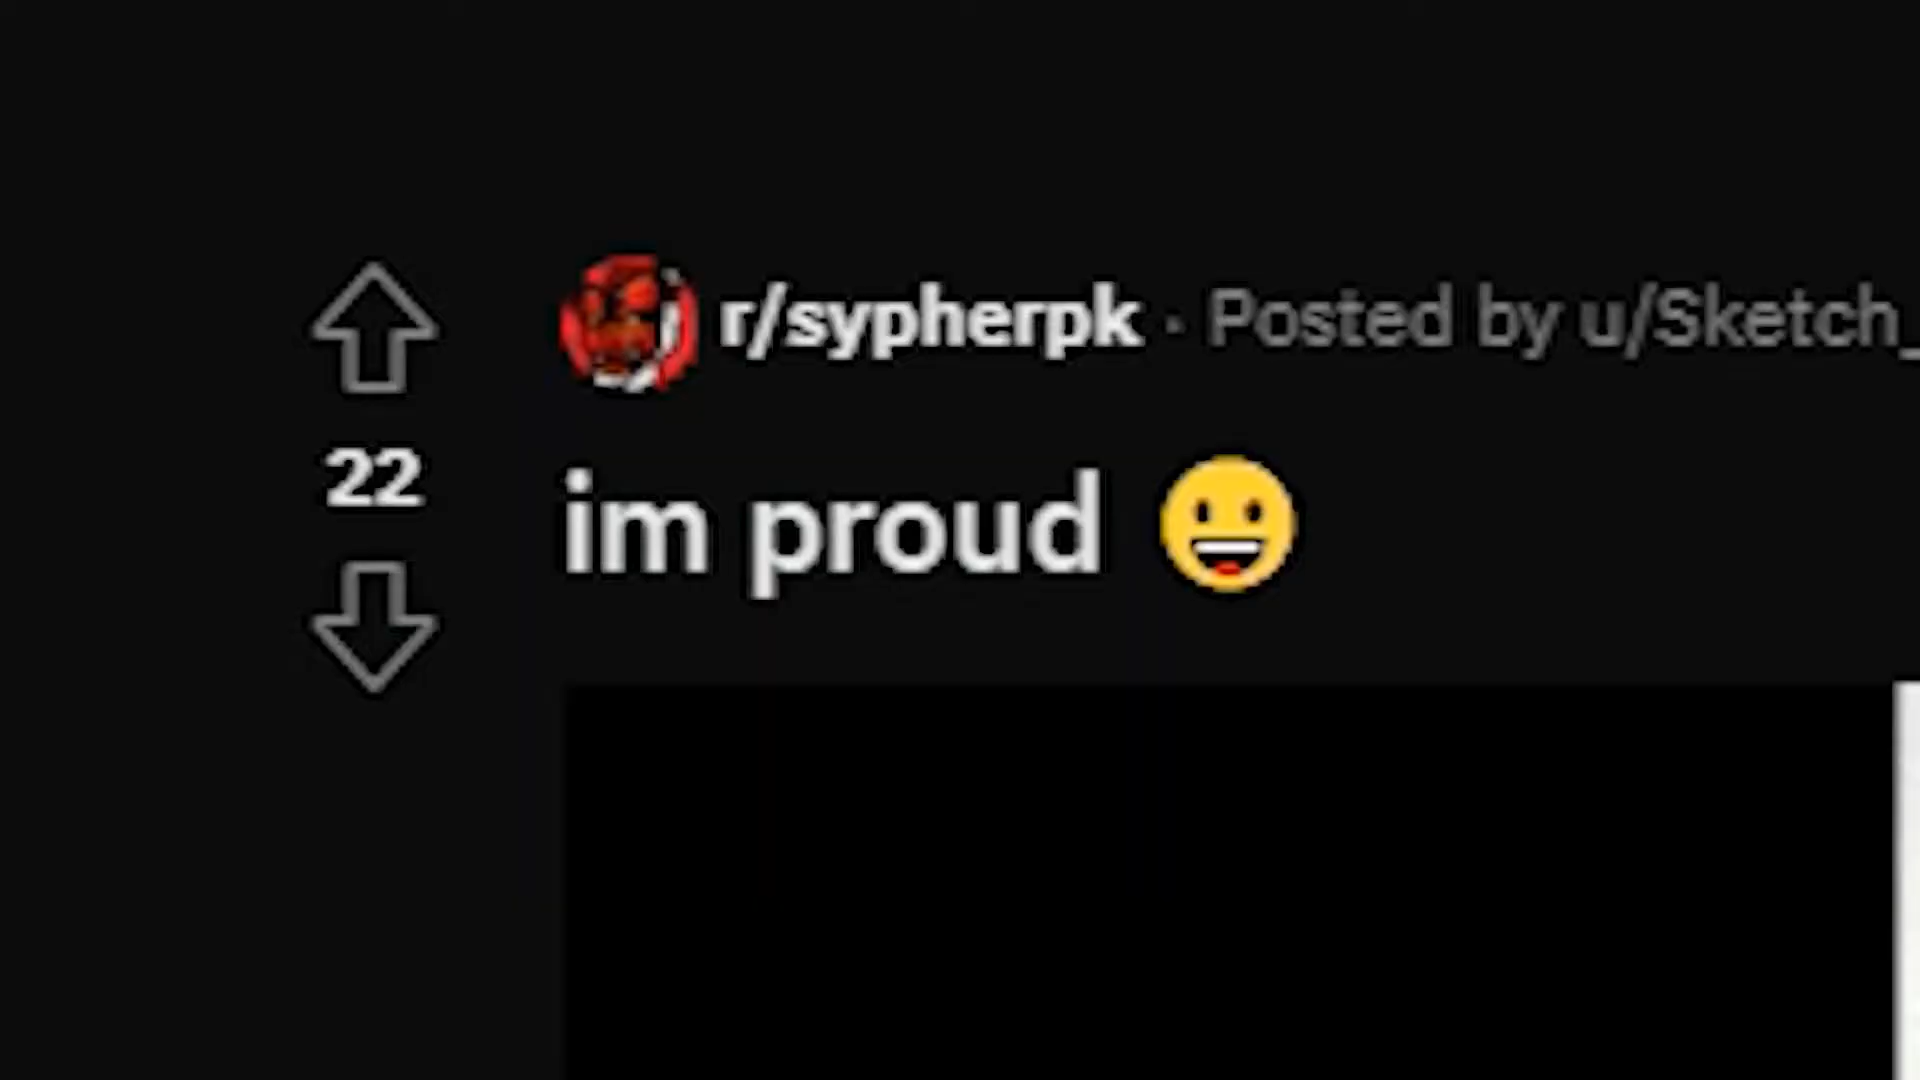 r/sypherpk · Posted by u/Sketch_
22
im proud 😀